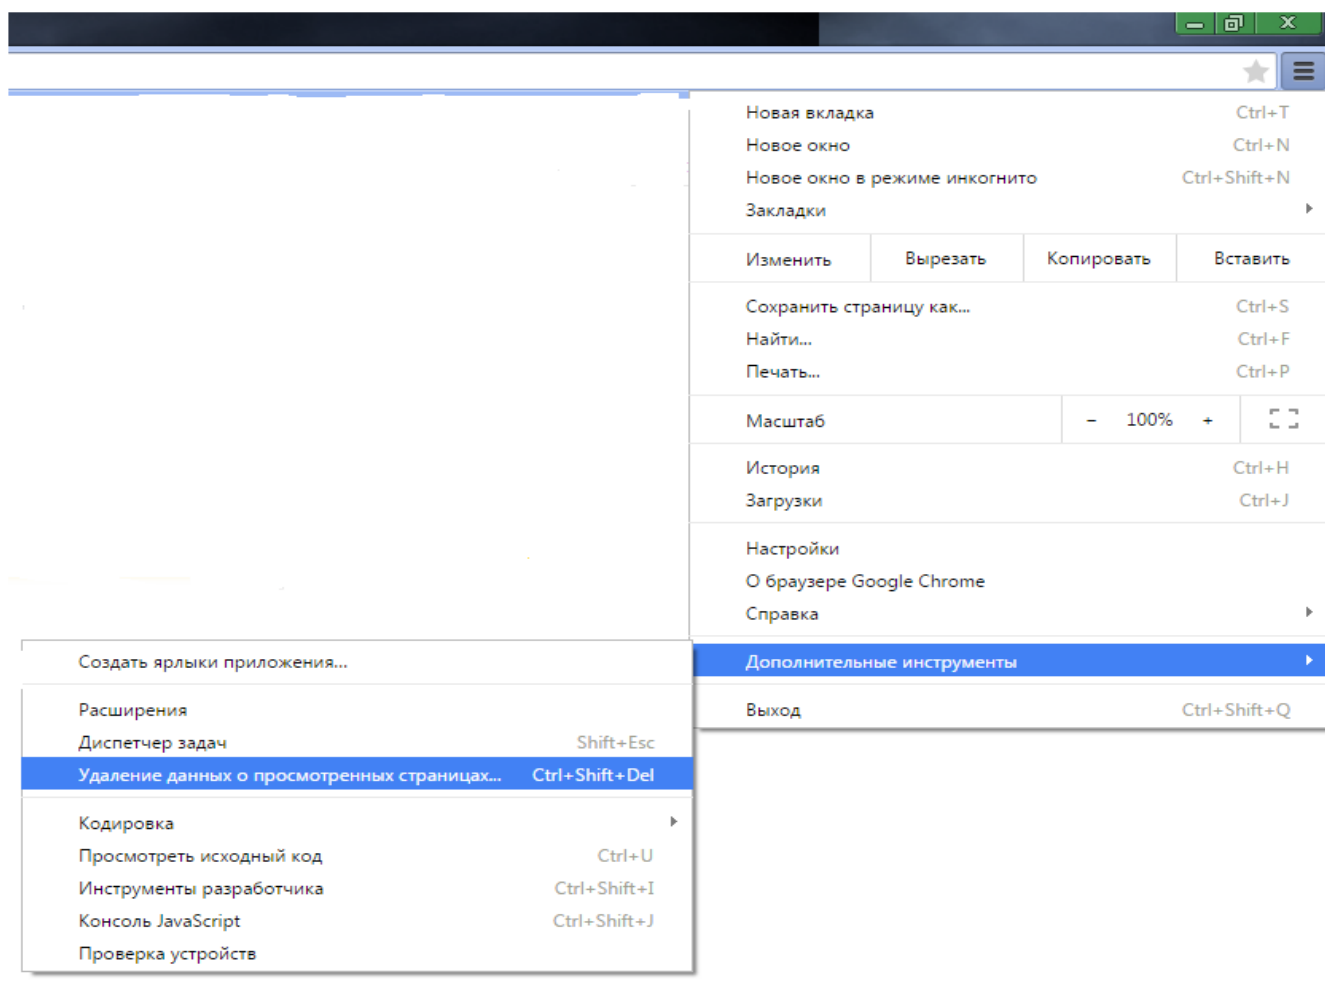 Новая вкладка Ctrl+T
Новое окно Ctrl+N
Новое окно в режиме инкогнито Ctrl+Shift+N
Закладки
Изменить Вырезать Копировать Вставить
Сохранить страницу как... Ctrl+S
Найти... Ctrl+F
Печать... Ctrl+P
Масштаб − 100% +
История Ctrl+H
Загрузки Ctrl+J
Настройки
О браузере Google Chrome
Справка
Дополнительные инструменты
Выход Ctrl+Shift+Q
Создать ярлыки приложения...
Расширения
Диспетчер задач Shift+Esc
Удаление данных о просмотренных страницах... Ctrl+Shift+Del
Кодировка
Просмотреть исходный код Ctrl+U
Инструменты разработчика Ctrl+Shift+I
Консоль JavaScript Ctrl+Shift+J
Проверка устройств